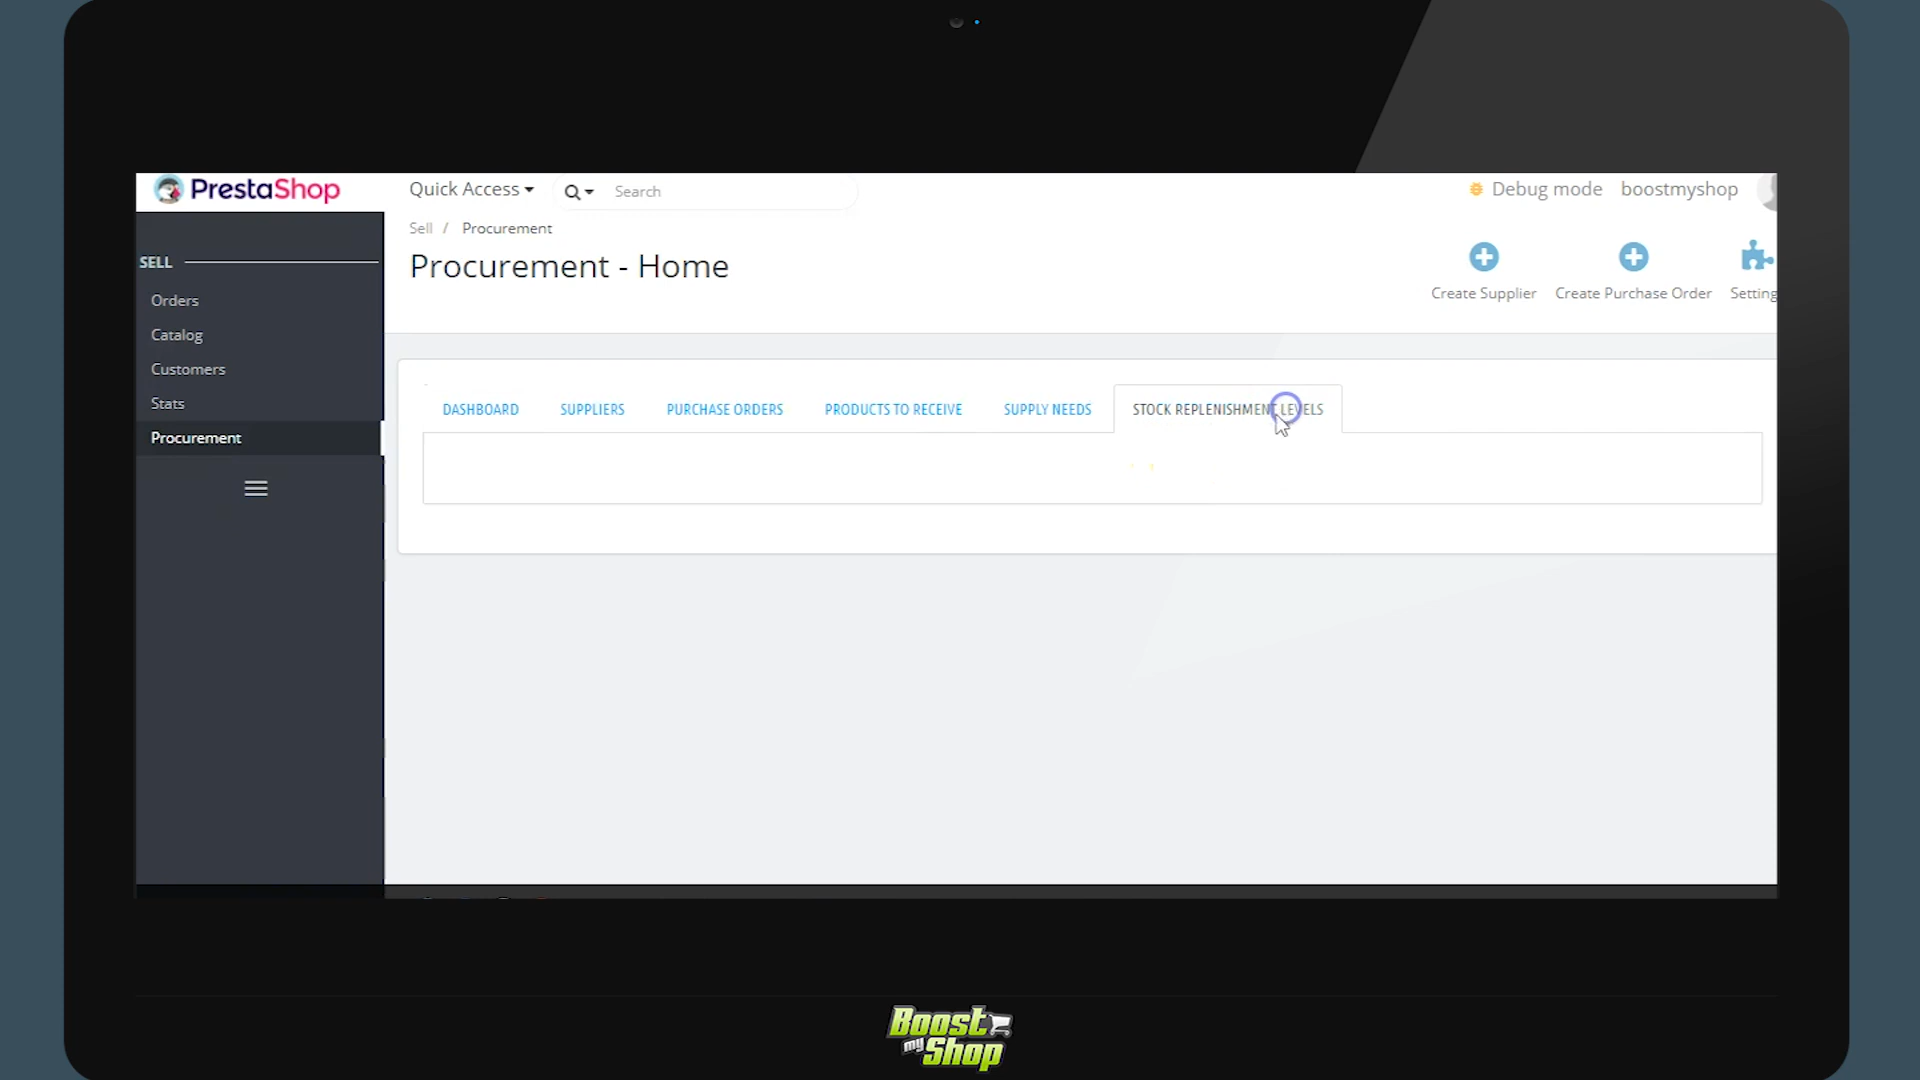 PrestaShop
Quick Access
Search
Debug mode
boostmyshop
Sell / Procurement
Procurement - Home
Create Supplier
Create Purchase Order
Setting
SELL
Orders
Catalog
Customers
Stats
Procurement
DASHBOARD
SUPPLIERS
PURCHASE ORDERS
PRODUCTS TO RECEIVE
SUPPLY NEEDS
STOCK REPLENISHMENT LEVELS
Boost
my Shop